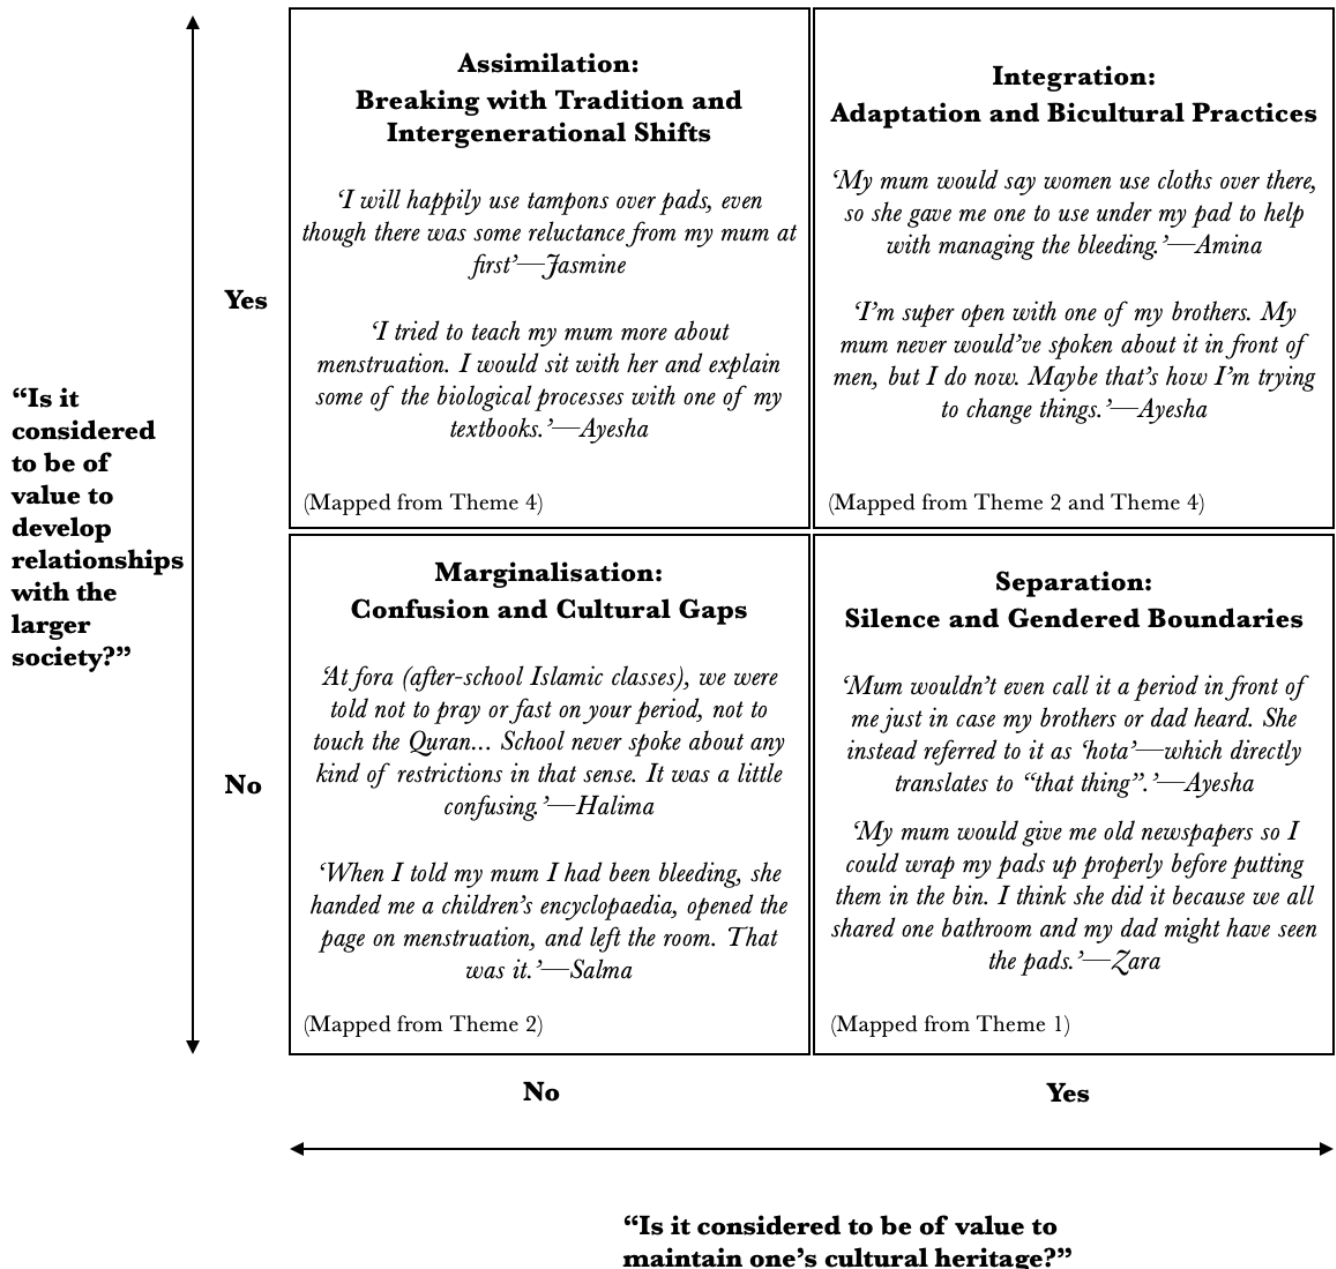 Assimilation:
Breaking with Tradition and
Intergenerational Shifts
‘I will happily use tampons over pads, even
though there was some reluctance from my mum at
first’—Jasmine
‘I tried to teach my mum more about
menstruation. I would sit with her and explain
some of the biological processes with one of my
textbooks.’—Ayesha
(Mapped from Theme 4)
Integration:
Adaptation and Bicultural Practices
‘My mum would say women use cloths over there,
so she gave me one to use under my pad to help
with managing the bleeding.’—Amina
‘I’m super open with one of my brothers. My
mum never would’ve spoken about it in front of
men, but I do now. Maybe that’s how I’m trying
to change things.’—Ayesha
(Mapped from Theme 2 and Theme 4)
Yes
“Is it
considered
to be of
value to
develop
relationships
with the
larger
society?”
No
Marginalisation:
Confusion and Cultural Gaps
‘At fora (after-school Islamic classes), we were
told not to pray or fast on your period, not to
touch the Quran... School never spoke about any
kind of restrictions in that sense. It was a little
confusing.’—Halima
‘When I told my mum I had been bleeding, she
handed me a children’s encyclopaedia, opened the
page on menstruation, and left the room. That
was it.’—Salma
(Mapped from Theme 2)
Separation:
Silence and Gendered Boundaries
‘Mum wouldn’t even call it a period in front of
me just in case my brothers or dad heard. She
instead referred to it as ‘hota’—which directly
translates to “that thing”.’—Ayesha
‘My mum would give me old newspapers so I
could wrap my pads up properly before putting
them in the bin. I think she did it because we all
shared one bathroom and my dad might have seen
the pads.’—Zara
(Mapped from Theme 1)
No
Yes
“Is it considered to be of value to
maintain one’s cultural heritage?”